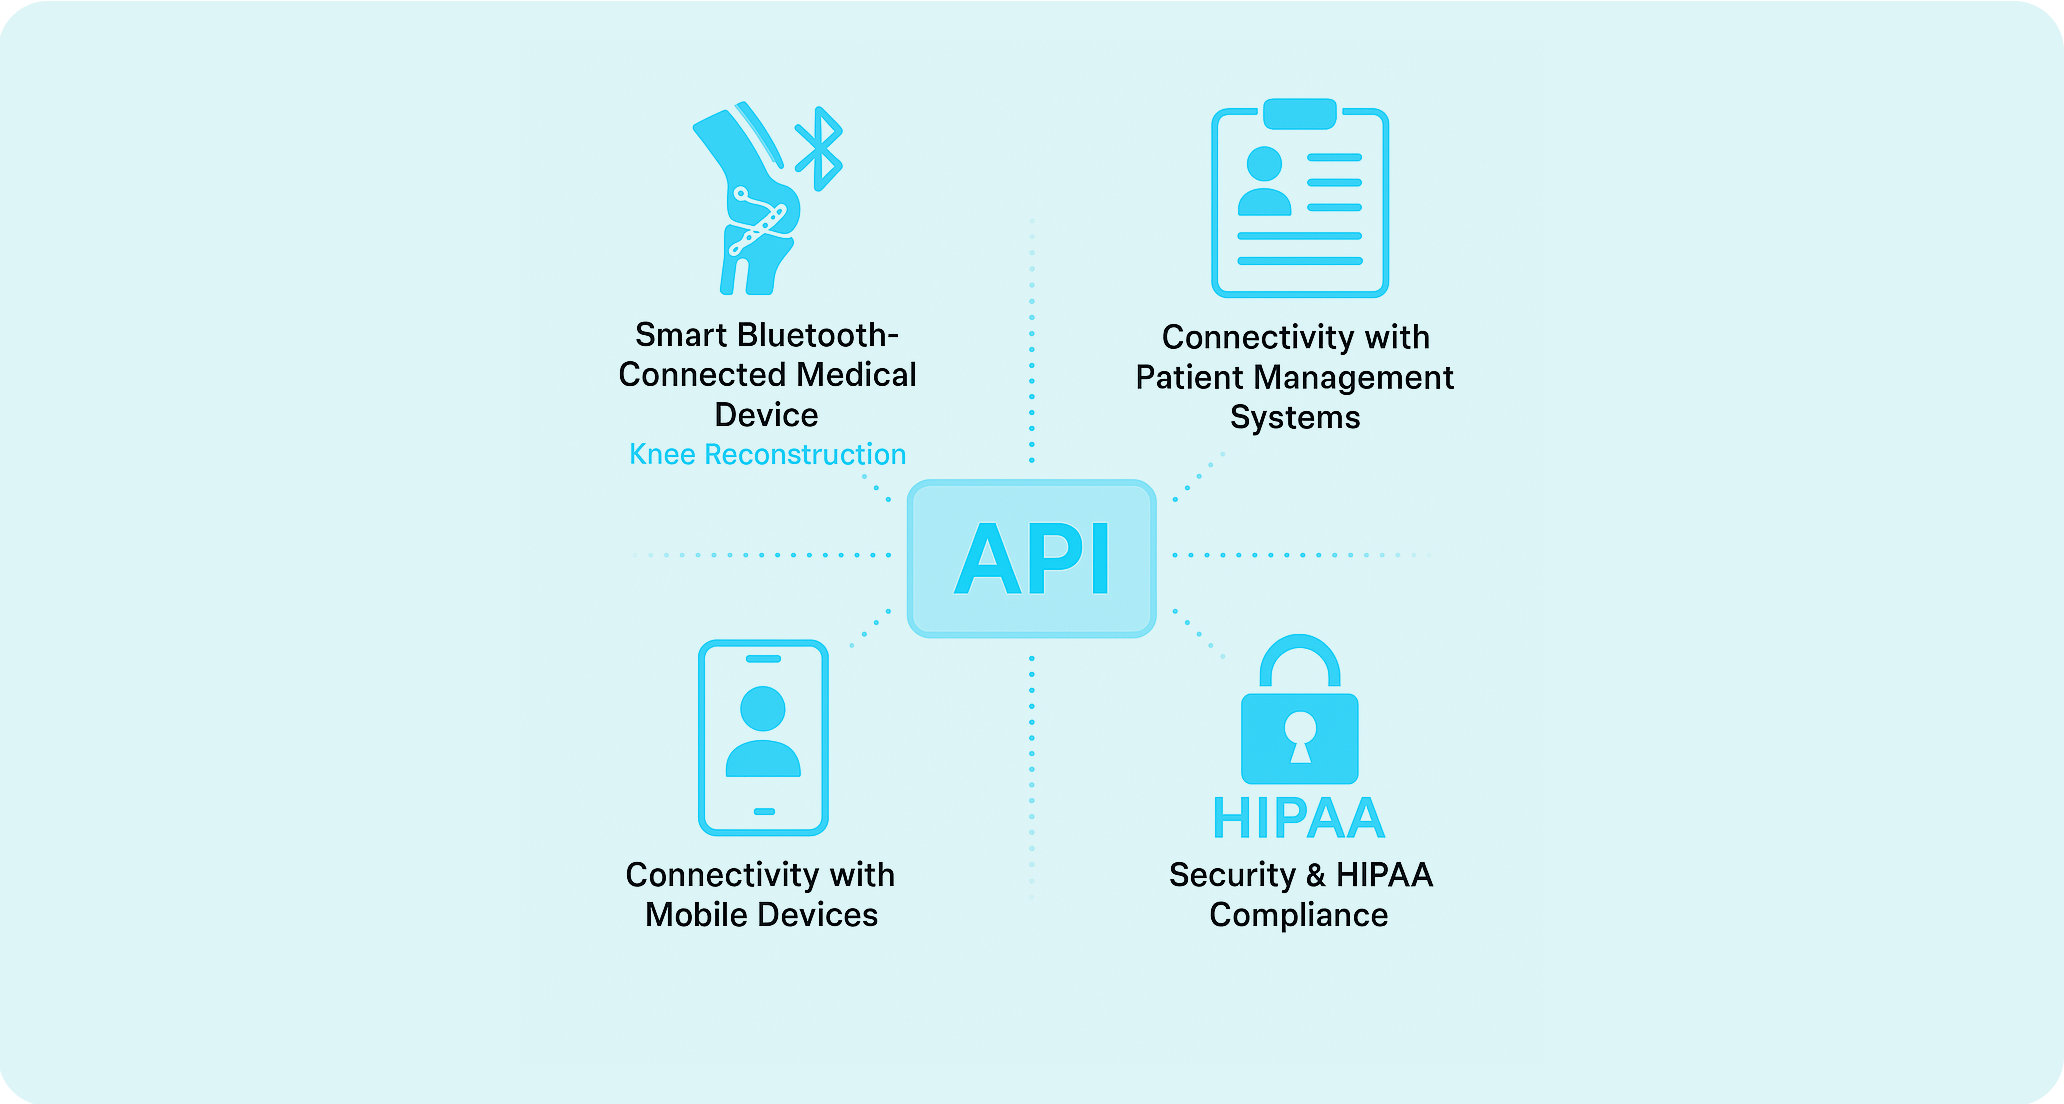 Smart Bluetooth-
Connected Medical
Device
Knee Reconstruction
Connectivity with
Patient Management
Systems
API
Connectivity with
Mobile Devices
HIPAA
Security & HIPAA
Compliance